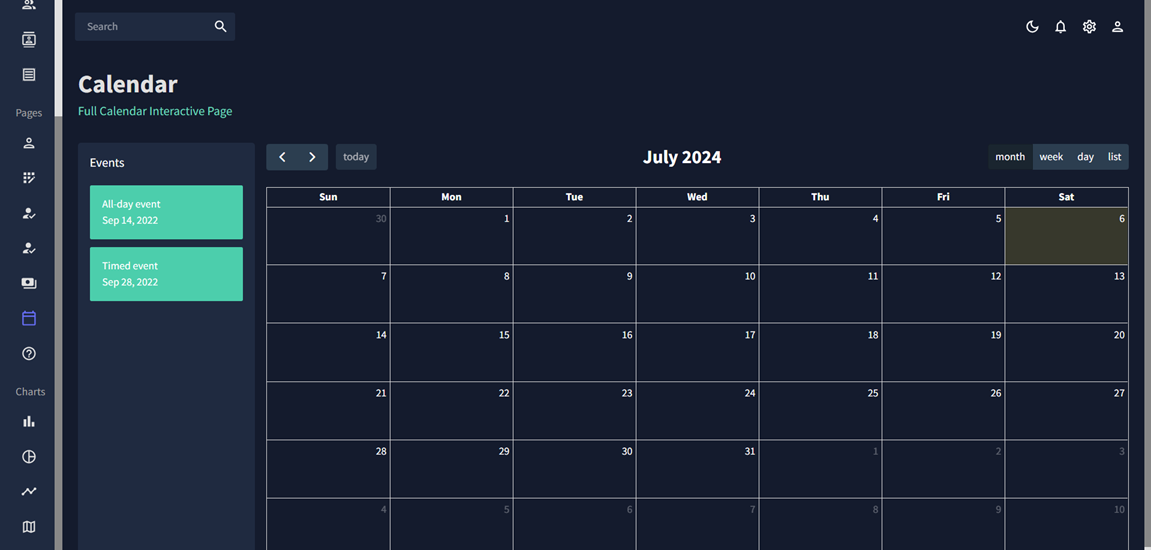 Search
Pages
Charts
Calendar
Full Calendar Interactive Page
Events
All-day event
Sep 14, 2022
Timed event
Sep 28, 2022
today
July 2024
month week day list
Sun Mon Tue Wed Thu Fri Sat
30 1 2 3 4 5 6
7 8 9 10 11 12 13
14 15 16 17 18 19 20
21 22 23 24 25 26 27
28 29 30 31 1 2 3
4 5 6 7 8 9 10